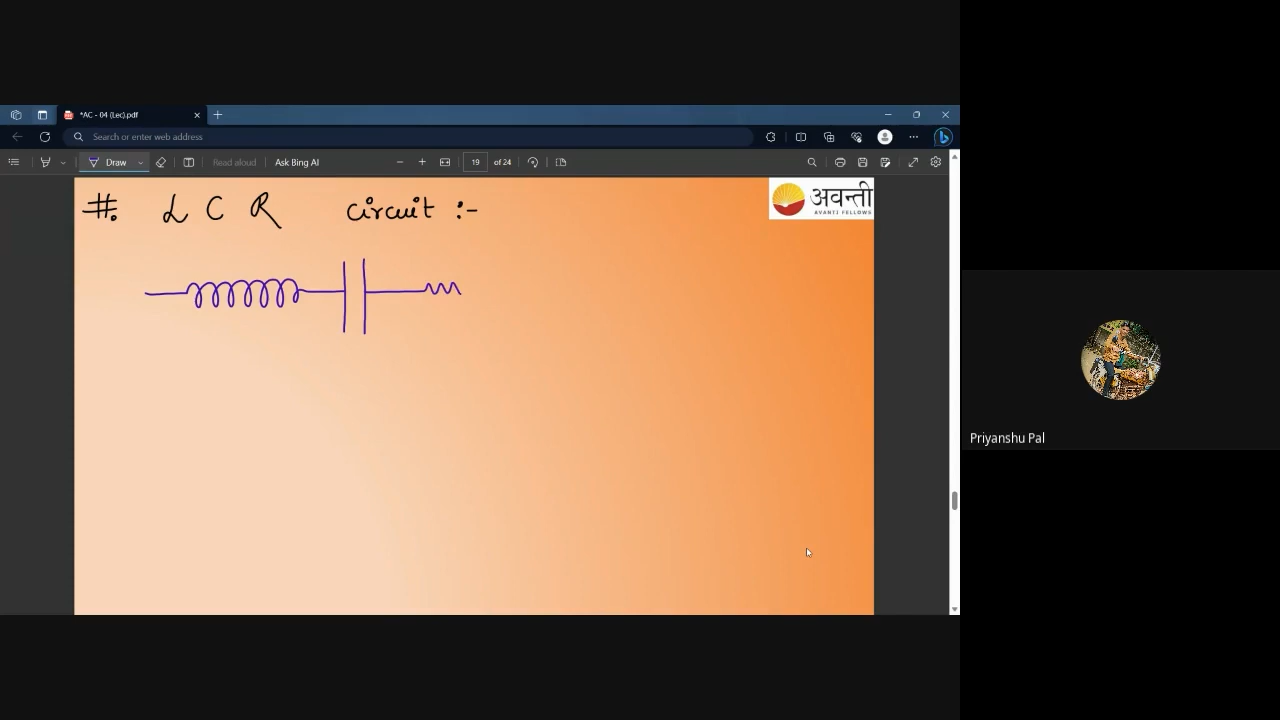 *AC - 04 (Lec).pdf
Search or enter web address
Draw
Read aloud
Ask Bing AI
19
of 24
#. L C R Circuit :-
अवन्ती
AVANTI FELLOWS
Priyanshu Pal